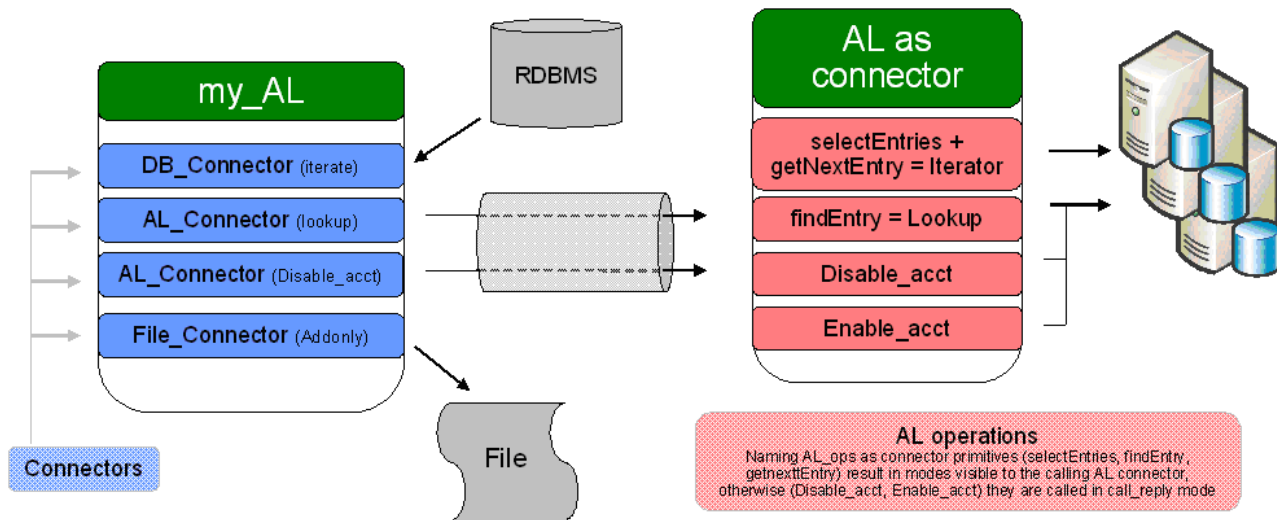 my_AL
DB_Connector (iterate)
AL_Connector (lookup)
AL_Connector (Disable_acct)
File_Connector (Addonly)
Connectors
RDBMS
File
AL as
connector
selectEntries +
getNextEntry = Iterator
findEntry = Lookup
Disable_acct
Enable_acct
AL operations
Naming AL_ops as connector primitives (selectEntries, findEntry,
getnexttEntry) result in modes visible to the calling AL connector,
otherwise (Disable_acct, Enable_acct) they are called in call_reply mode